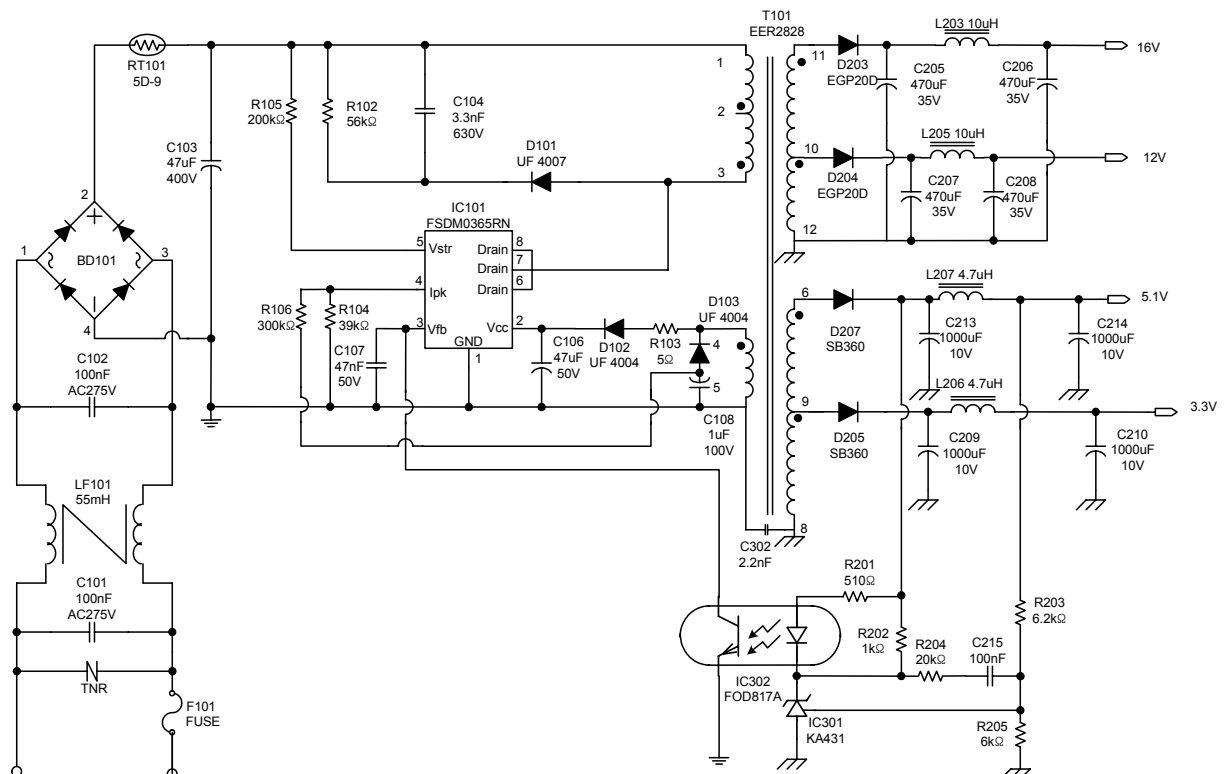 T101
EER2828
RT101
5D-9
C103
47uF
400V
R105
200kΩ
R102
56kΩ
C104
3.3nF
630V
D101
UF 4007
1
2
3
11
10
12
D203
EGP20D
L203 10uH
C205
470uF
35V
C206
470uF
35V
16V
L205 10uH
D204
EGP20D
C207
470uF
35V
C208
470uF
35V
12V
2
1
3
4
BD101
IC101
FSDM0365RN
5
Vstr
4
Ipk
3
Vfb
Drain
8
Drain
7
Drain
6
Vcc
2
GND
1
R106
300kΩ
R104
39kΩ
C107
47nF
50V
C106
47uF
50V
D102
UF 4004
R103
5Ω
D103
UF 4004
4
5
C108
1uF
100V
6
9
8
D207
SB360
L207 4.7uH
C213
1000uF
10V
C214
1000uF
10V
5.1V
L206 4.7uH
D205
SB360
C209
1000uF
10V
C210
1000uF
10V
3.3V
C102
100nF
AC275V
LF101
55mH
C101
100nF
AC275V
TNR
F101
FUSE
C302
2.2nF
R201
510Ω
R202
1kΩ
R204
20kΩ
C215
100nF
R203
6.2kΩ
IC302
FOD817A
IC301
KA431
R205
6kΩ